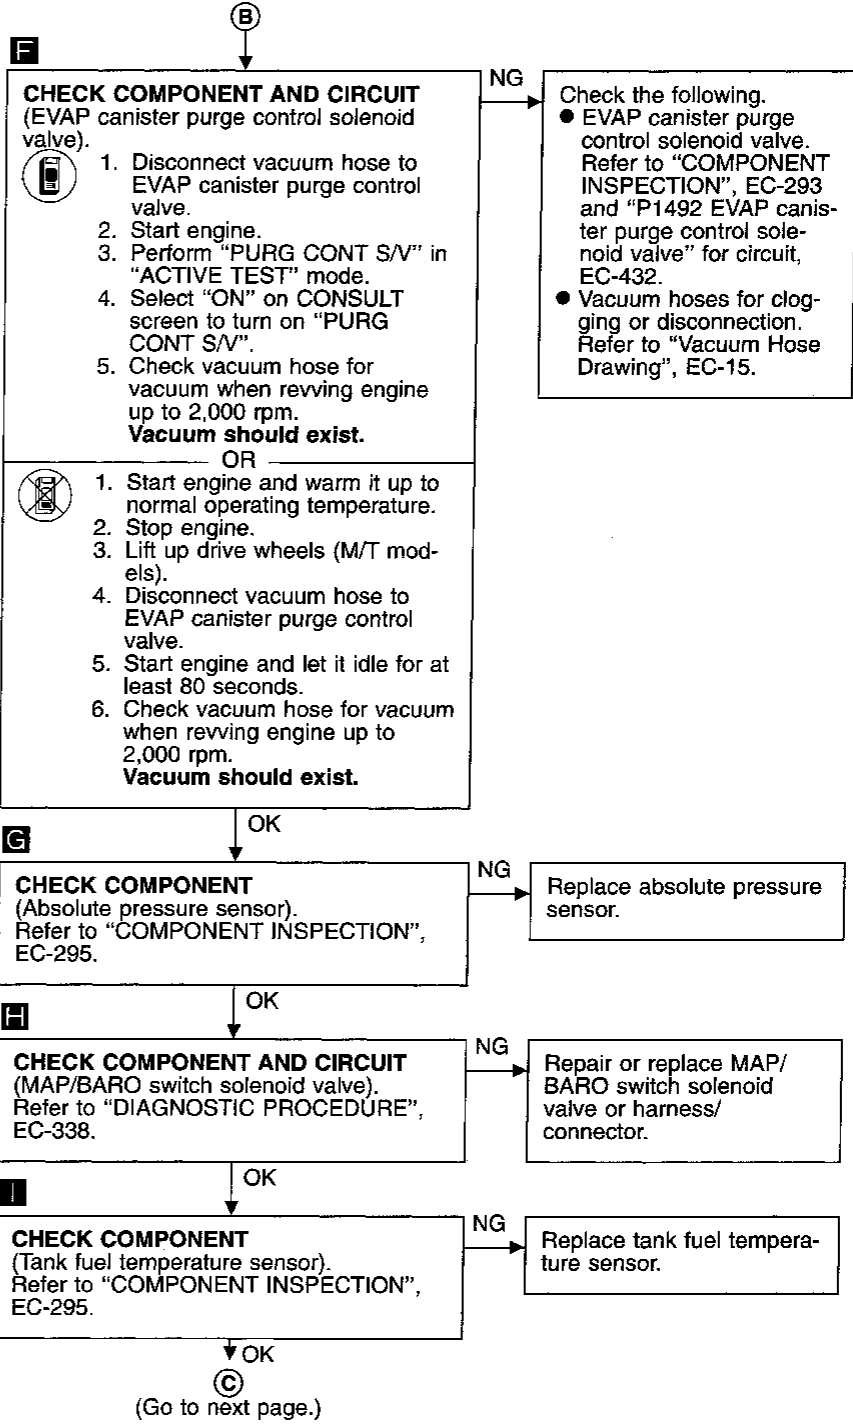 B
F
CHECK COMPONENT AND CIRCUIT
(EVAP canister purge control solenoid
valve).
1. Disconnect vacuum hose to
EVAP canister purge control
valve.
2. Start engine.
3. Perform “PURG CONT S/V” in
“ACTIVE TEST” mode.
4. Select “ON” on CONSULT
screen to turn on “PURG
CONT S/V”.
5. Check vacuum hose for
vacuum when revving engine
up to 2,000 rpm.
Vacuum should exist.
OR
1. Start engine and warm it up to
normal operating temperature.
2. Stop engine.
3. Lift up drive wheels (M/T mod-
els).
4. Disconnect vacuum hose to
EVAP canister purge control
valve.
5. Start engine and let it idle for at
least 80 seconds.
6. Check vacuum hose for vacuum
when revving engine up to
2,000 rpm.
Vacuum should exist.
NG
Check the following.
● EVAP canister purge
control solenoid valve.
Refer to “COMPONENT
INSPECTION”, EC-293
and “P1492 EVAP canis-
ter purge control sole-
noid valve” for circuit,
EC-432.
● Vacuum hoses for clog-
ging or disconnection.
Refer to “Vacuum Hose
Drawing”, EC-15.
OK
G
CHECK COMPONENT
(Absolute pressure sensor).
Refer to “COMPONENT INSPECTION”,
EC-295.
NG
Replace absolute pressure
sensor.
OK
H
CHECK COMPONENT AND CIRCUIT
(MAP/BARO switch solenoid valve).
Refer to “DIAGNOSTIC PROCEDURE”,
EC-338.
NG
Repair or replace MAP/
BARO switch solenoid
valve or harness/
connector.
OK
I
CHECK COMPONENT
(Tank fuel temperature sensor).
Refer to “COMPONENT INSPECTION”,
EC-295.
NG
Replace tank fuel tempera-
ture sensor.
OK
C
(Go to next page.)